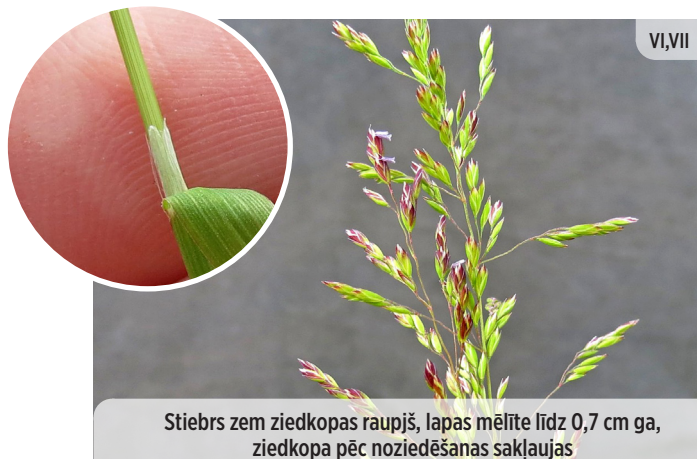 VI,VII
Stiebrs zem ziedkopas raupjš, lapas mēlīte līdz 0,7 cm ga,
ziedkopa pēc noziedēšanas sakļaujas